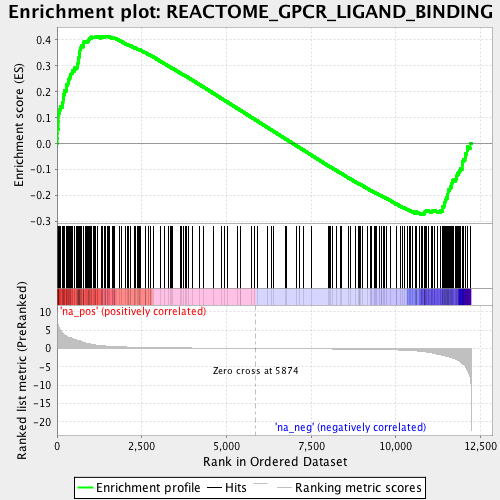 Enrichment plot: REACTOME_GPCR_LIGAND_BINDING
Enrichment score (ES)
0.4
0.3
0.2
0.1
0.0
-0.1
-0.2
-0.3
Ranked list metric (PreRanked)
10
5
0
-5
-10
-15
-20
'na_pos' (positively correlated)
Zero cross at 5874
'na_neg' (negatively correlated)
0
2,500
5,000
7,500
10,000
12,500
Rank in Ordered Dataset
Enrichment profile
Hits
Ranking metric scores